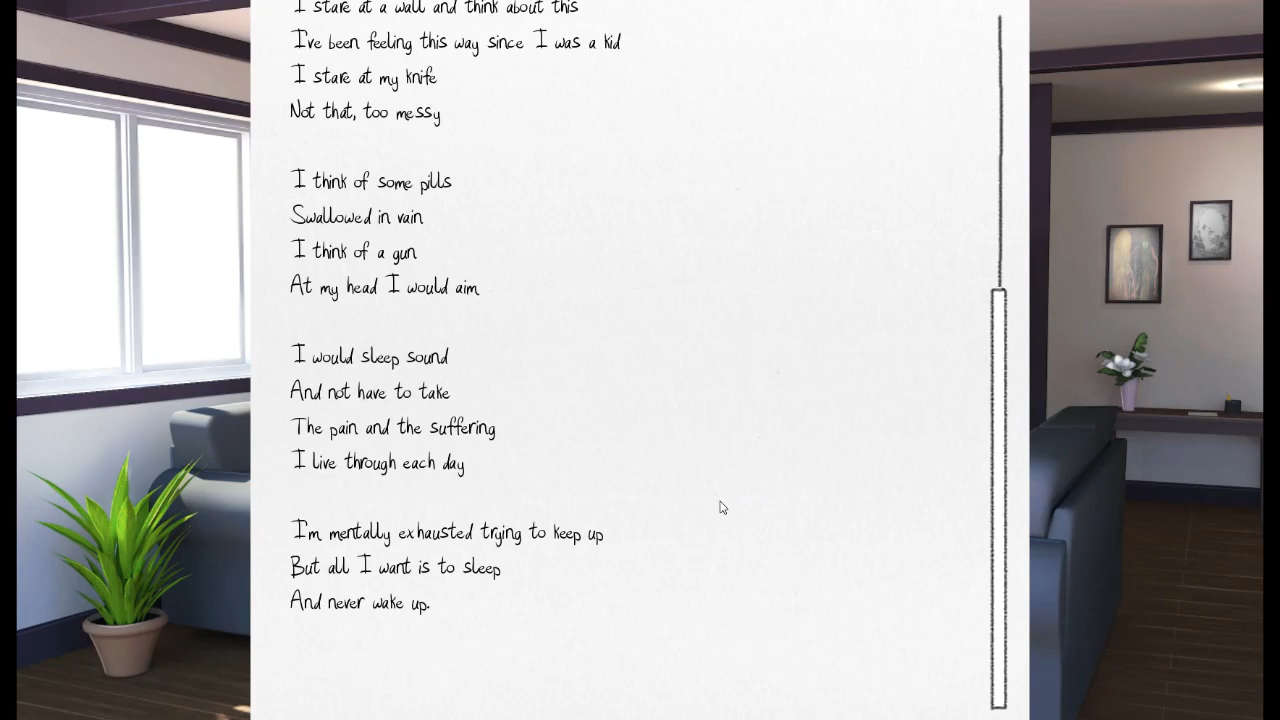 I stare at a wall and think about this
I've been feeling this way since I was a kid
I stare at my knife
Not that, too messy
I think of some pills
Swallowed in vain
I think of a gun
At my head I would aim
I would sleep sound
And not have to take
The pain and the suffering
I live through each day
I'm mentally exhausted trying to keep up
But all I want is to sleep
And never wake up.